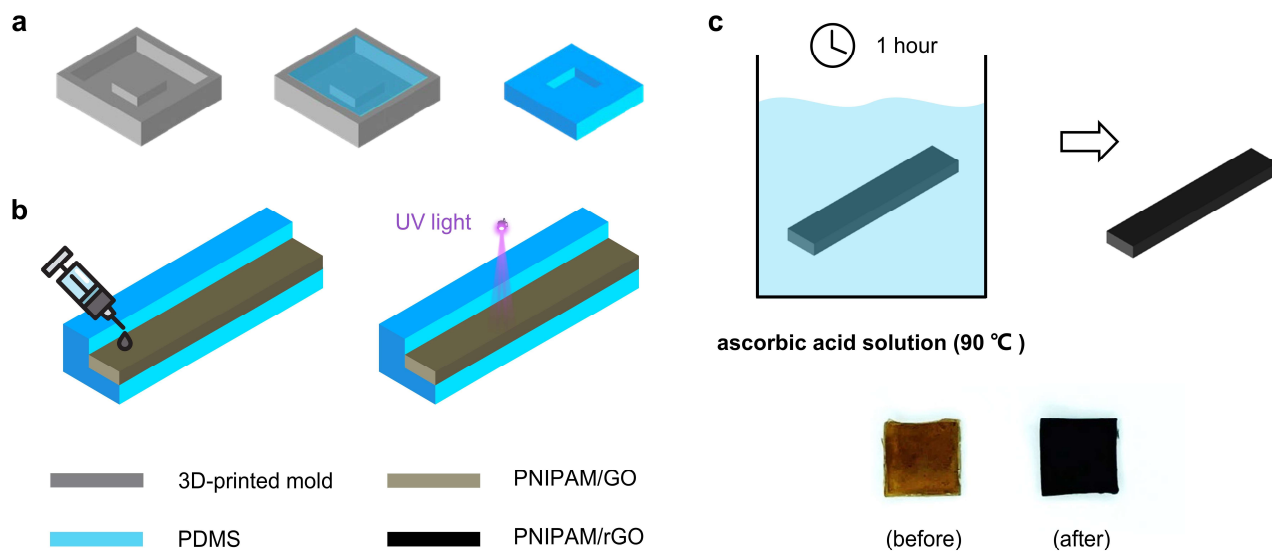 a
b
UV light
3D-printed mold
PNIPAM/GO
PDMS
PNIPAM/rGO
c
1 hour
ascorbic acid solution (90 ℃ )
(before)
(after)